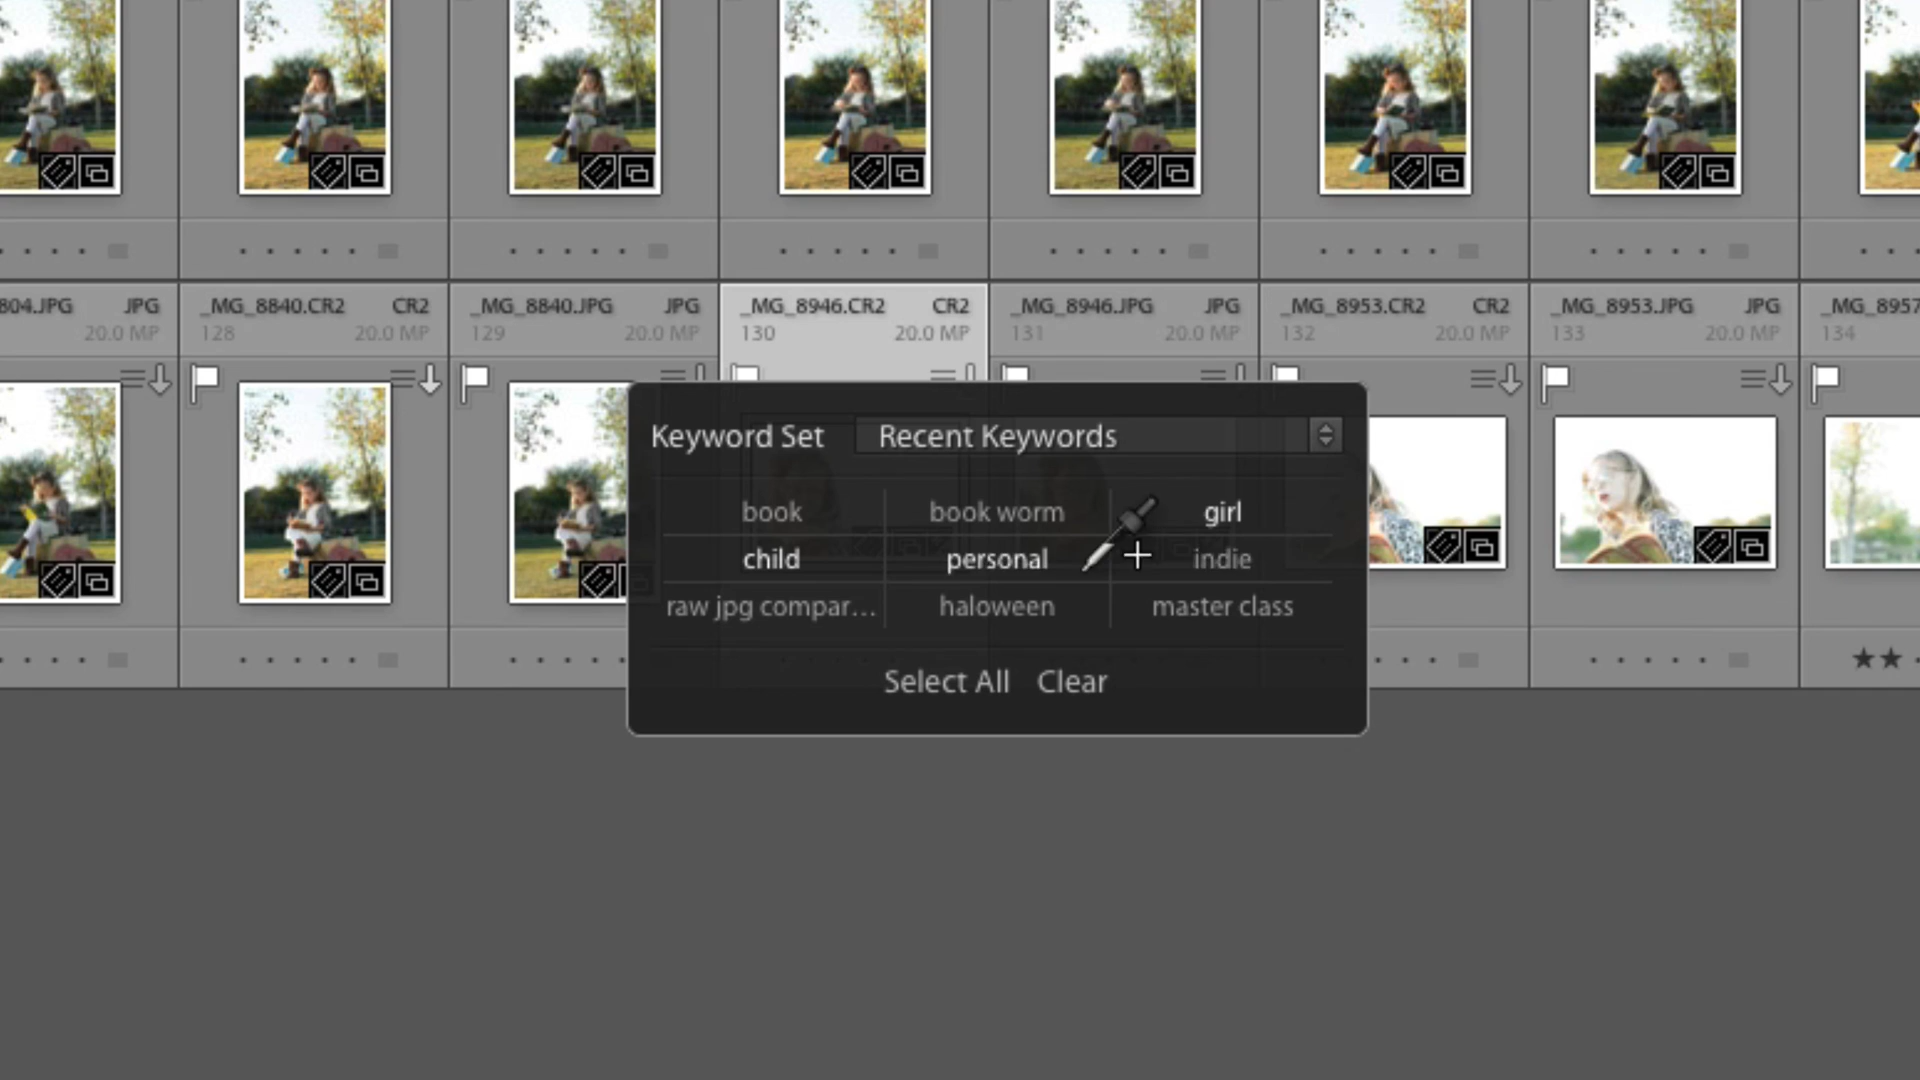 804.JPG JPG _MG_8840.CR2 CR2 _MG_8840.JPG JPG _MG_8946.CR2 CR2 _MG_8946.JPG JPG _MG_8953.CR2 CR2 _MG_8953.JPG JPG _MG_8957
20.0 MP 128 20.0 MP 129 20.0 MP 130 20.0 MP 131 20.0 MP 132 20.0 MP 133 20.0 MP 134
Keyword Set Recent Keywords
book book worm girl
child personal indie
raw jpg compar... haloween master class
Select All Clear